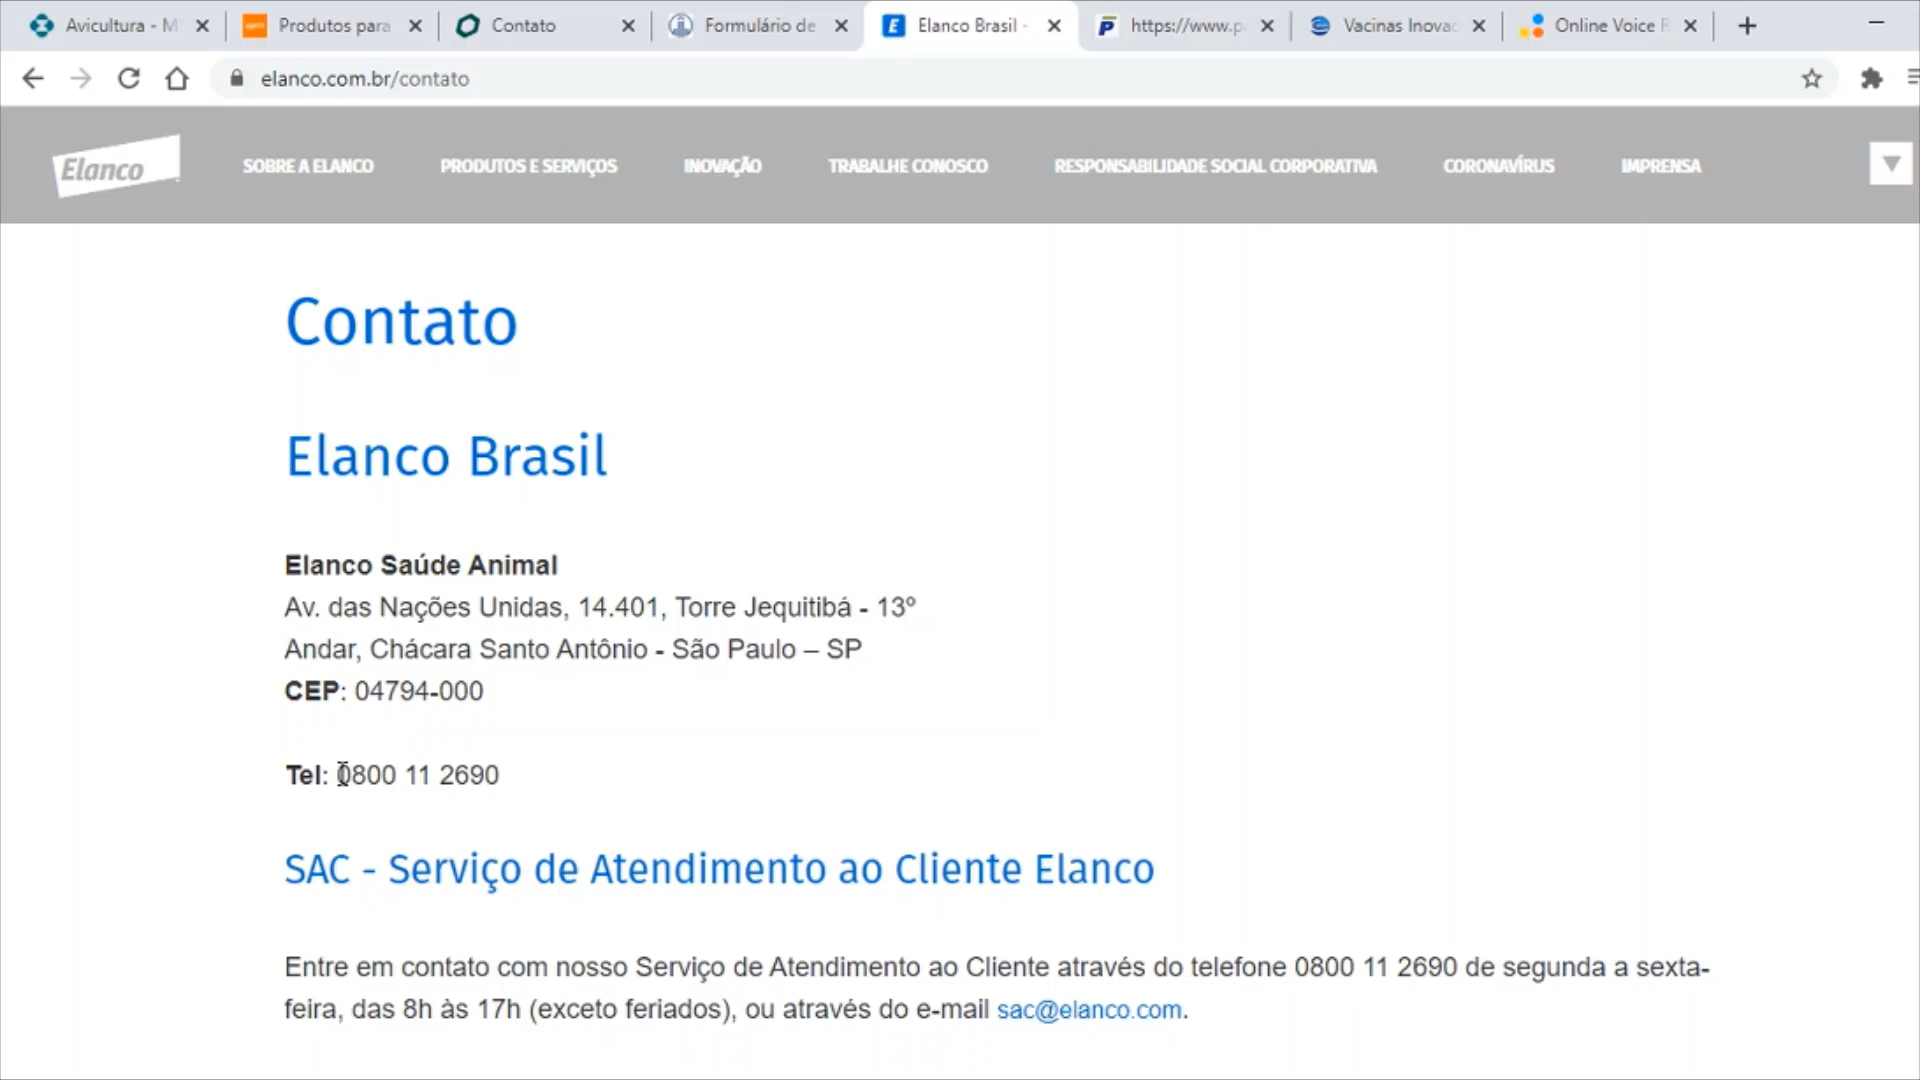 Avicultura - M
Produtos para
Contato
Formulário de
Elanco Brasil -
https://www.p
Vacinas Inova
Online Voice R
elanco.com.br/contato
Elanco
SOBRE A ELANCO
PRODUTOS E SERVIÇOS
INOVAÇÃO
TRABALHE CONOSCO
RESPONSABILIDADE SOCIAL CORPORATIVA
CORONAVÍRUS
IMPRENSA
Contato
Elanco Brasil
Elanco Saúde Animal
Av. das Nações Unidas, 14.401, Torre Jequitibá - 13º
Andar, Chácara Santo Antônio - São Paulo – SP
CEP: 04794-000
Tel: 0800 11 2690
SAC - Serviço de Atendimento ao Cliente Elanco
Entre em contato com nosso Serviço de Atendimento ao Cliente através do telefone 0800 11 2690 de segunda a sexta-
feira, das 8h às 17h (exceto feriados), ou através do e-mail sac@elanco.com.